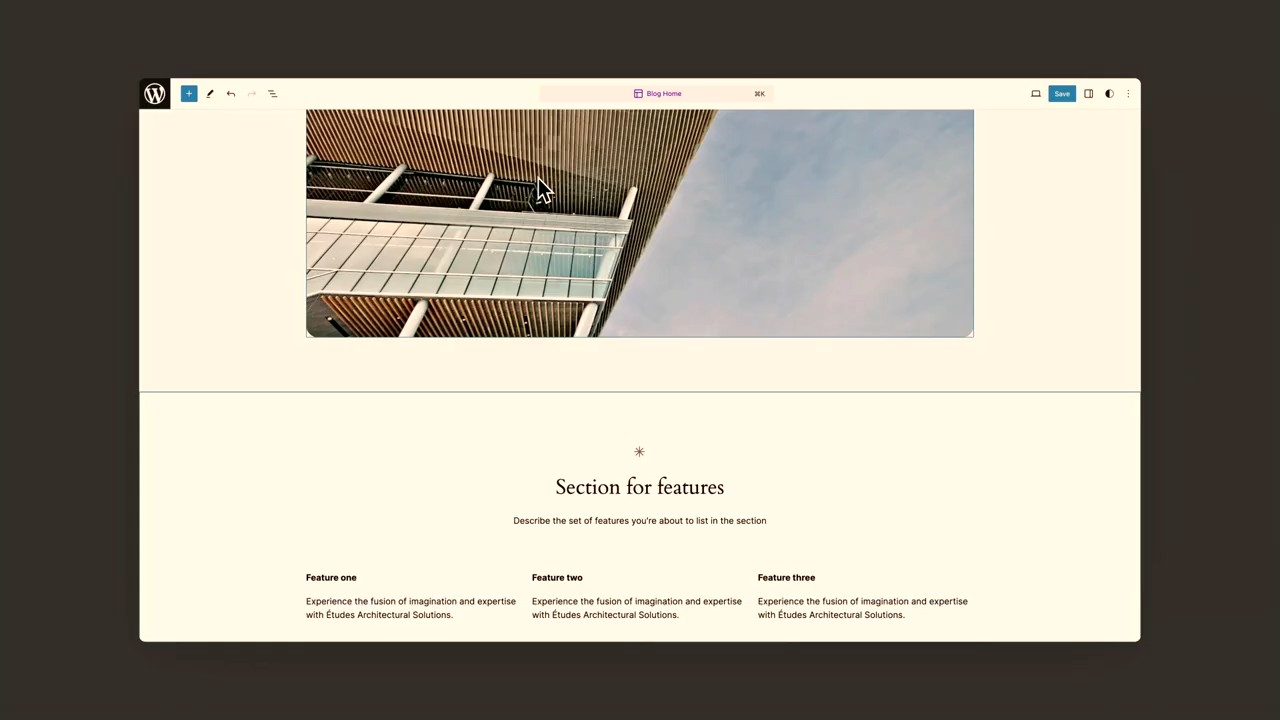 Blog Home
⌘K
Save
Section for features
Describe the set of features you're about to list in the section
Feature one
Feature two
Feature three
Experience the fusion of imagination and expertise
with Études Architectural Solutions.
Experience the fusion of imagination and expertise
with Études Architectural Solutions.
Experience the fusion of imagination and expertise
with Études Architectural Solutions.